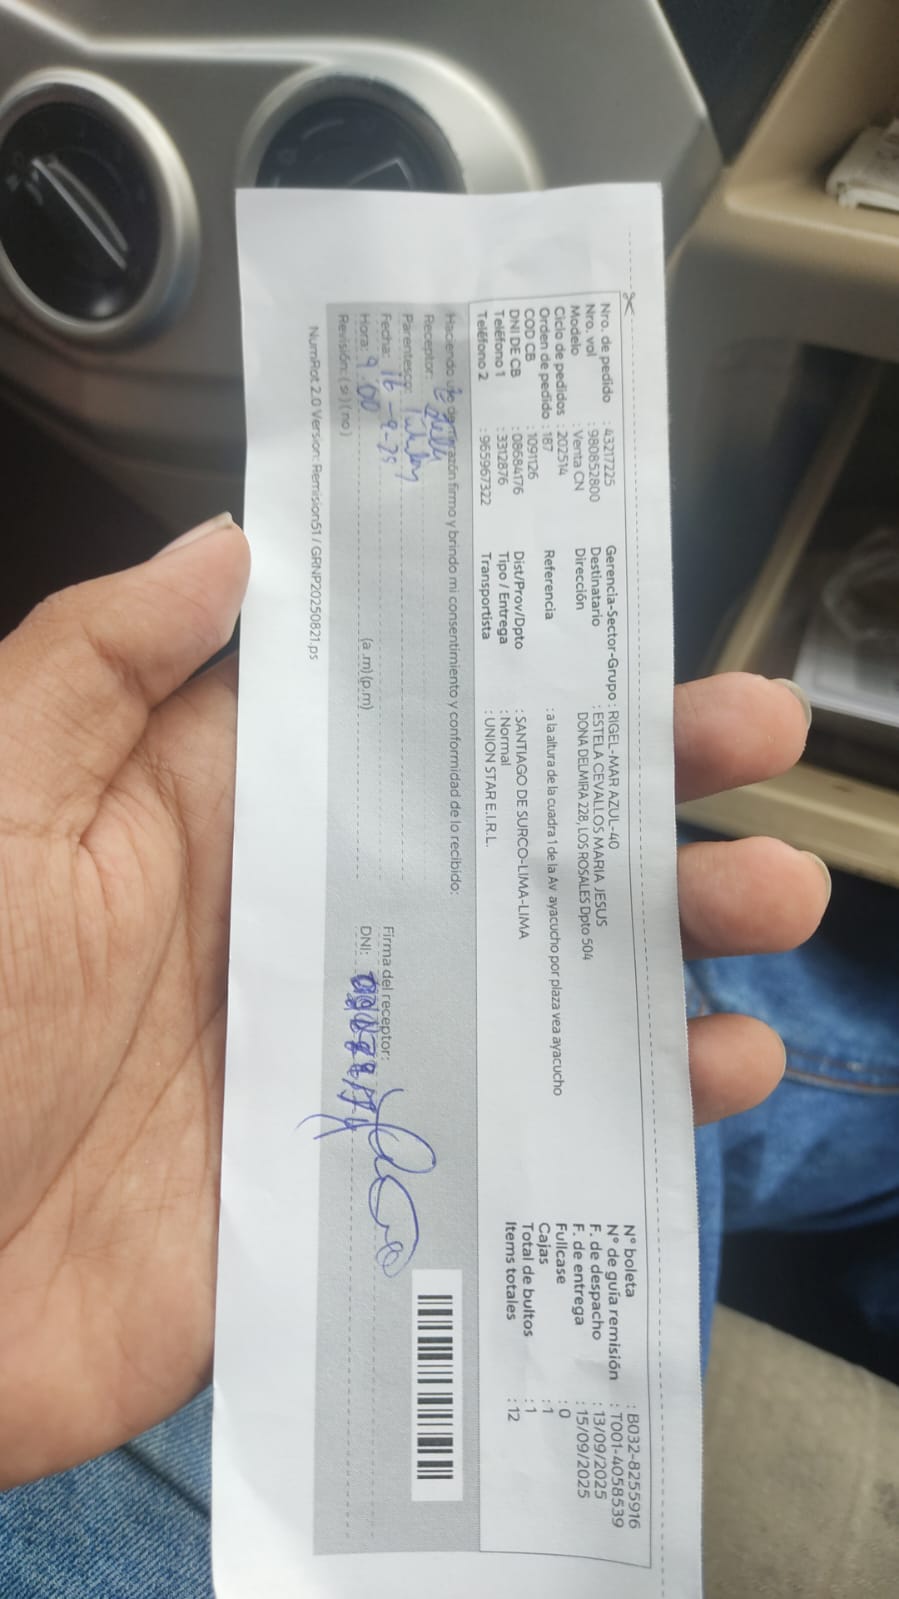 Nro. de pedido : 43217225
Nro. vol : 980852800
Modelo : Venta CN
Ciclo de pedidos : 202514
Orden de pedido : 187
COD CB : 1091126
DNI DE CB : 08684176
Teléfono 1 : 3312876
Teléfono 2 : 965967322
Gerencia-Sector-Grupo : RIGEL-MAR AZUL-40
Destinatario : ESTELA CEVALLOS MARIA JESUS
Dirección DONA DELMIRA 228, LOS ROSALES Dpto 504
Referencia : a la altura de la cuadra 1 de la Av ayacucho por plaza vea ayacucho
Dist/Prov/Dpto : SANTIAGO DE SURCO-LIMA-LIMA
Tipo / Entrega : Normal
Transportista : UNION STAR E.I.R.L.
N° boleta : B032-8255916
N° de guía remisión : T001-4058539
F. de despacho : 13/09/2025
F. de entrega : 15/09/2025
Fullcase : 0
Cajas : 1
Total de bultos : 1
Items totales : 12
Haciendo uso de mi razón firmo y brindo mi consentimiento y conformidad de lo recibido:
Receptor:
Parentesco:
Fecha: 16-9-25
Hora: 9:00 (a .m) (p.m)
Revisión: ( si ) ( no )
Firma del receptor:
DNI:
NumRot 2.0 Version: Remision51 / GRNP20250821.ps